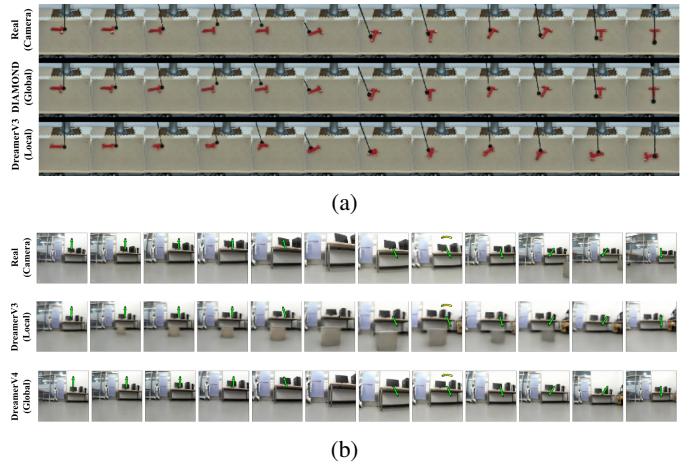 Real
(Camera)
DIAMOND
(Global)
DreamerV3
(Local)
(a)
Real
(Camera)
DreamerV3
(Local)
DreamerV4
(Global)
(b)